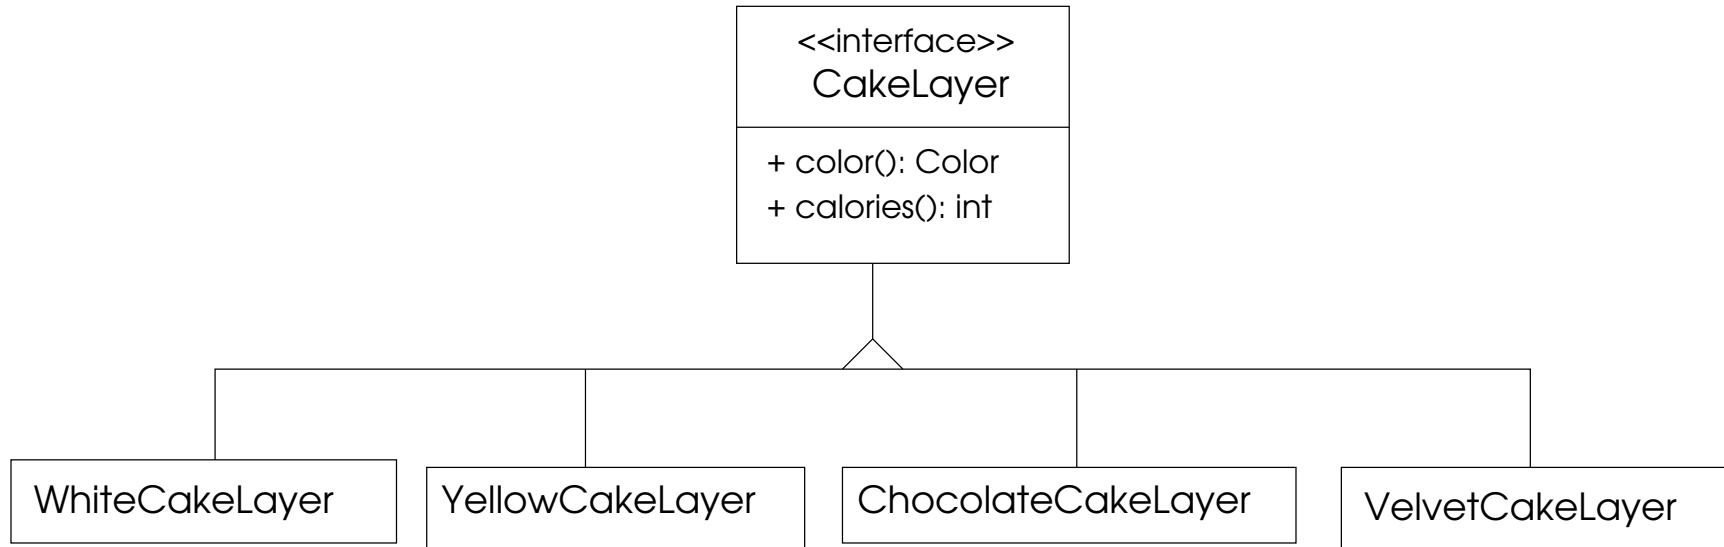 <<interface>>
CakeLayer
+ color(): Color
+ calories(): int
WhiteCakeLayer
YellowCakeLayer
ChocolateCakeLayer
VelvetCakeLayer